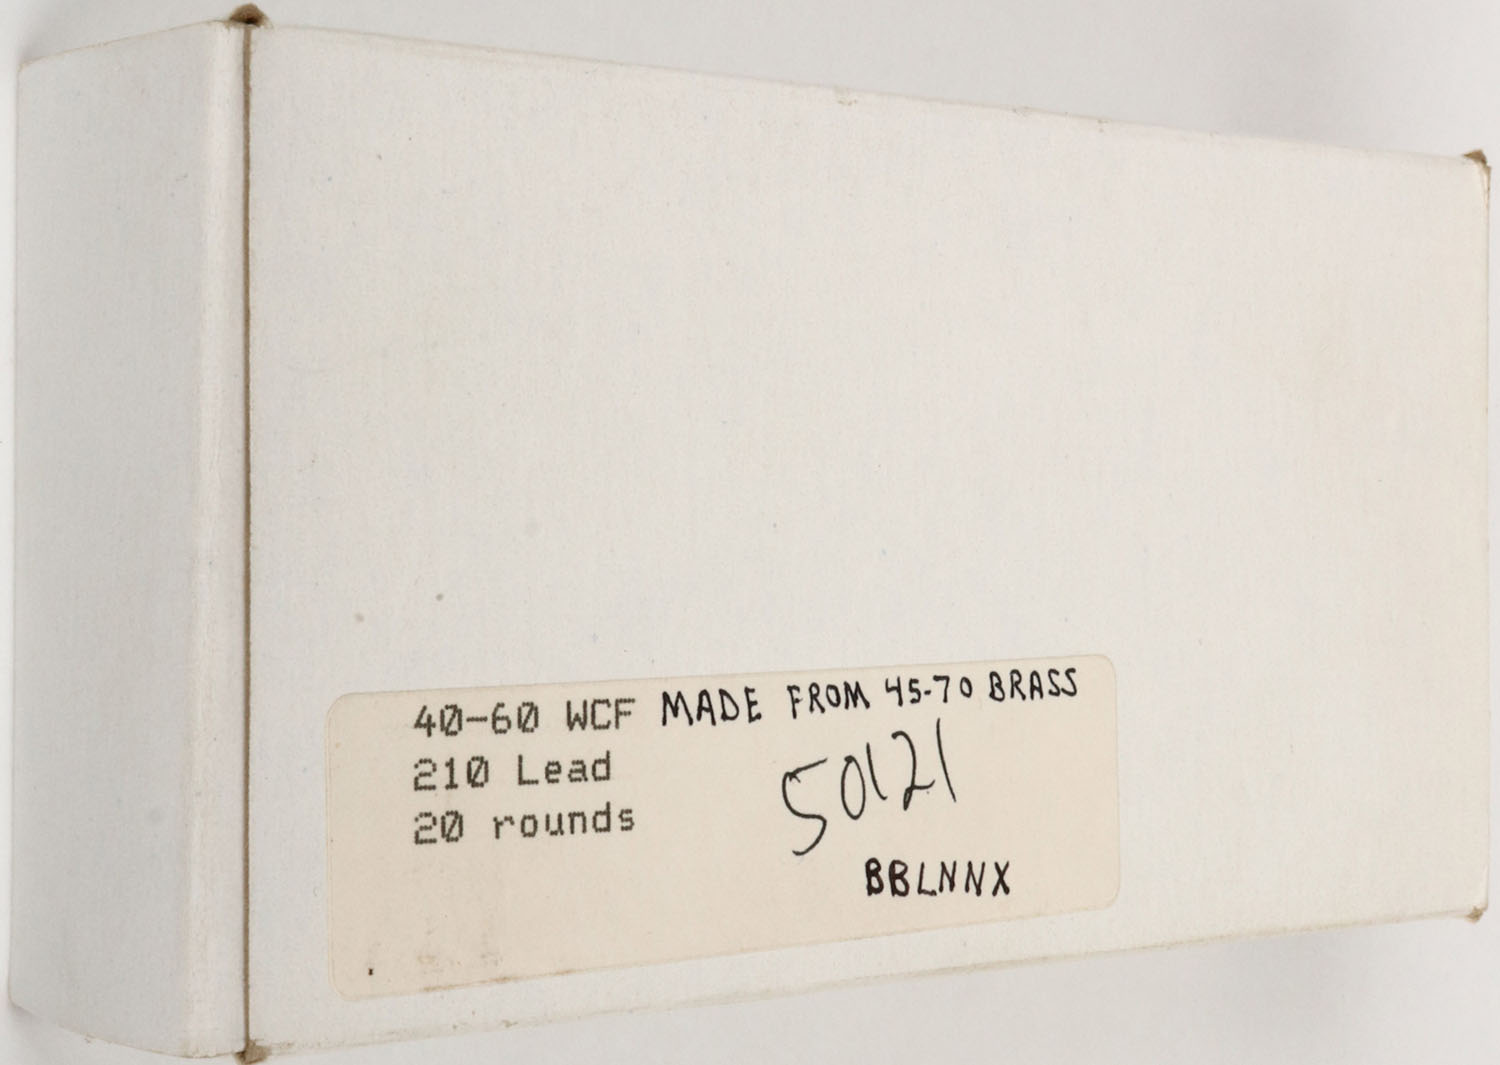 40-60 WCF MADE FROM 45-70 BRASS
210 Lead
20 rounds
50121
BBLNNX